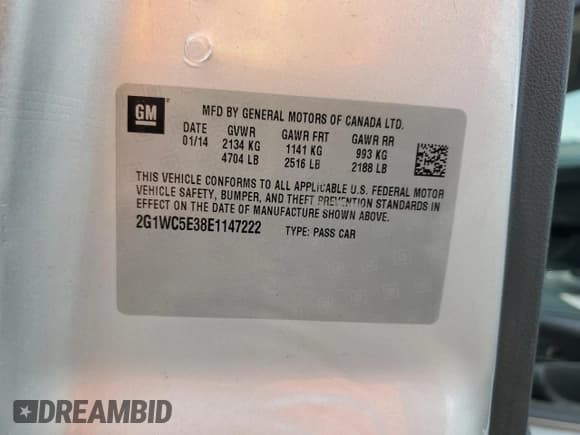 GM
MFD BY GENERAL MOTORS OF CANADA LTD.
01/14 GVWR GAWR FRT GAWR RR
2134 KG 1141 KG 993 KG
4704 LB 2516 LB 2188 LB
THIS VEHICLE CONFORMS TO ALL APPLICABLE U.S. FEDERAL MOTOR
VEHICLE SAFETY, BUMPER, AND THEFT PREVENTION STANDARDS IN
EFFECT ON THE DATE OF MANUFACTURE SHOWN ABOVE.
2G1WC5E38E1147222 TYPE: PASS CAR
DREAMBID